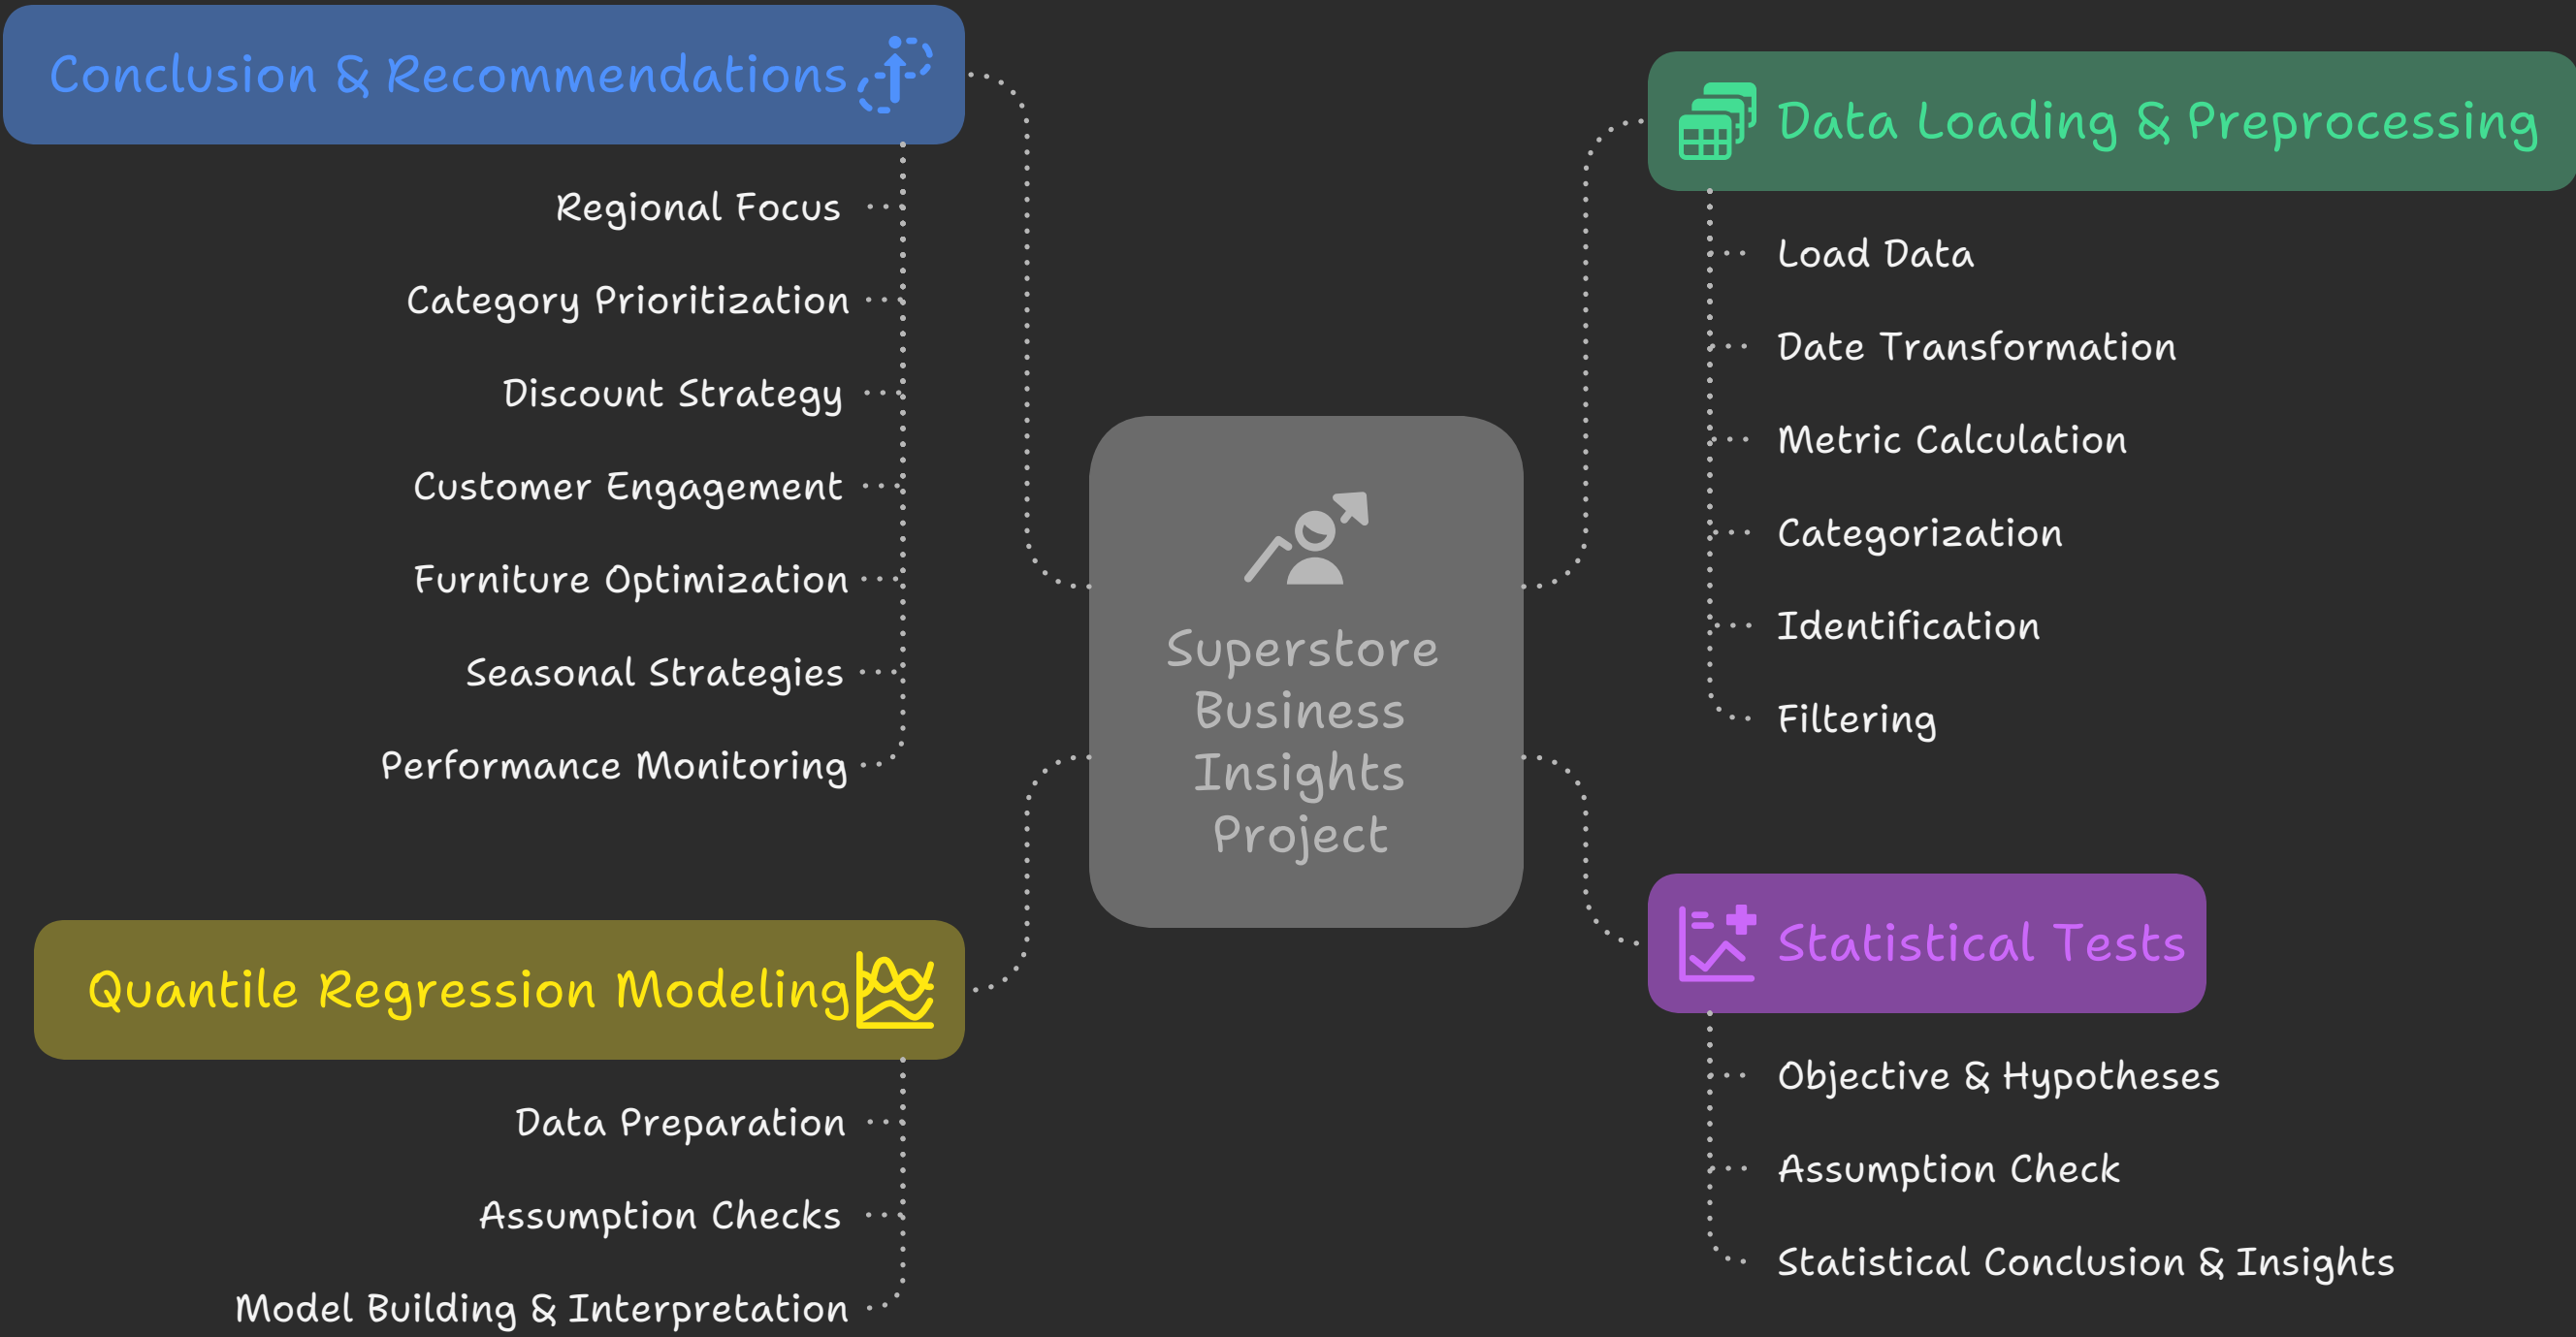 Conclusion & Recommendations
Regional Focus
Category Prioritization
Discount Strategy
Customer Engagement
Furniture Optimization
Seasonal Strategies
Performance Monitoring
Quantile Regression Modeling
Data Preparation
Assumption Checks
Model Building & Interpretation
Superstore
Business
Insights
Project
Data Loading & Preprocessing
Load Data
Date Transformation
Metric Calculation
Categorization
Identification
Filtering
Statistical Tests
Objective & Hypotheses
Assumption Check
Statistical Conclusion & Insights